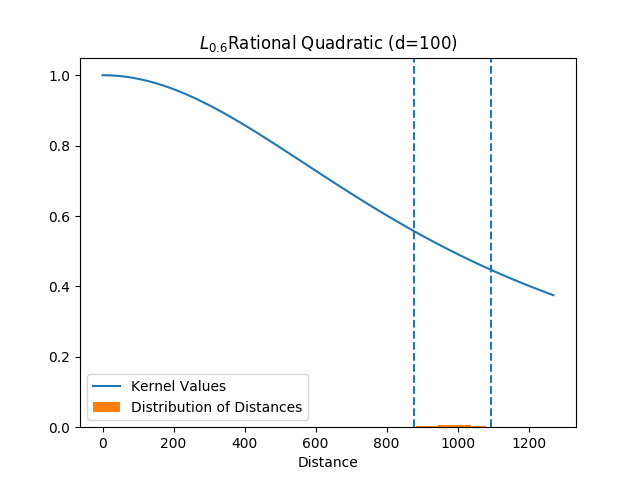 L0.6Rational Quadratic (d=100)
1.0
0.8
0.6
0.4
0.2
0.0
Kernel Values
Distribution of Distances
0 200 400 600 800 1000 1200
Distance